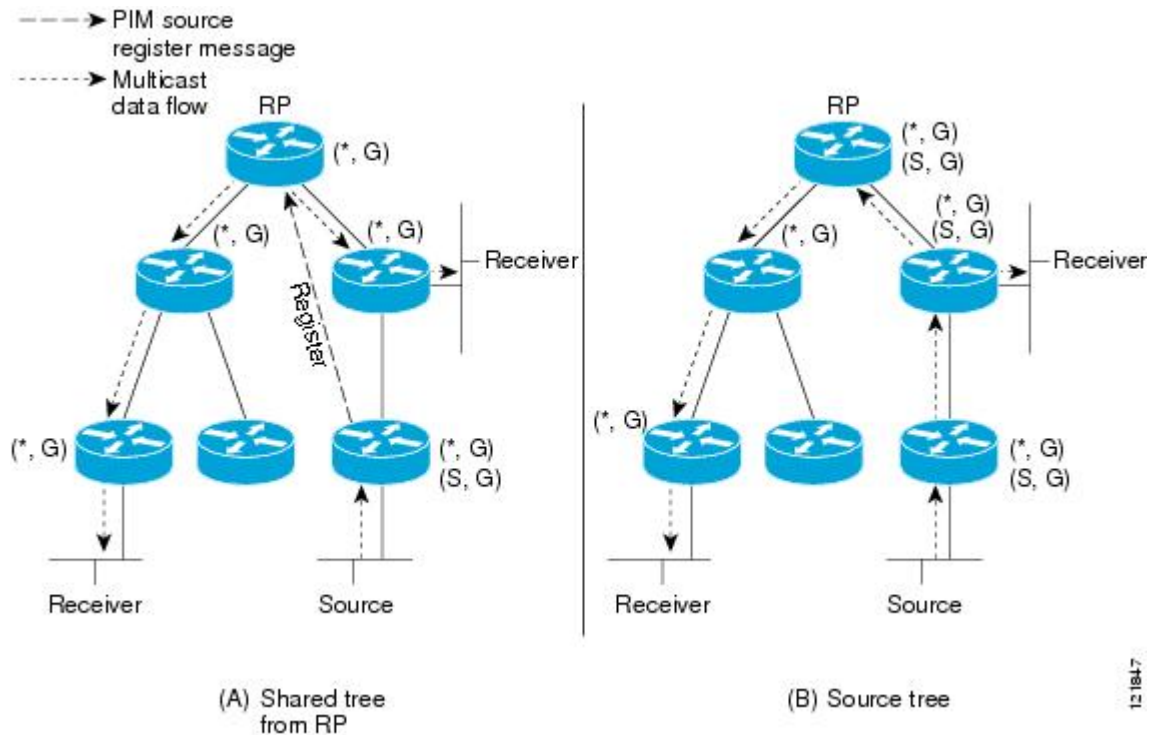 PIM source
register message
Multicast
data flow
RP
(*, G)
(*, G)
(*, G)
Receiver
Register
(*, G)
(*, G)
(S, G)
Receiver
Source
(A) Shared tree
from RP
RP
(*, G)
(S, G)
(*, G)
(*, G)
(S, G)
Receiver
(*, G)
(*, G)
(S, G)
Receiver
Source
(B) Source tree
121847